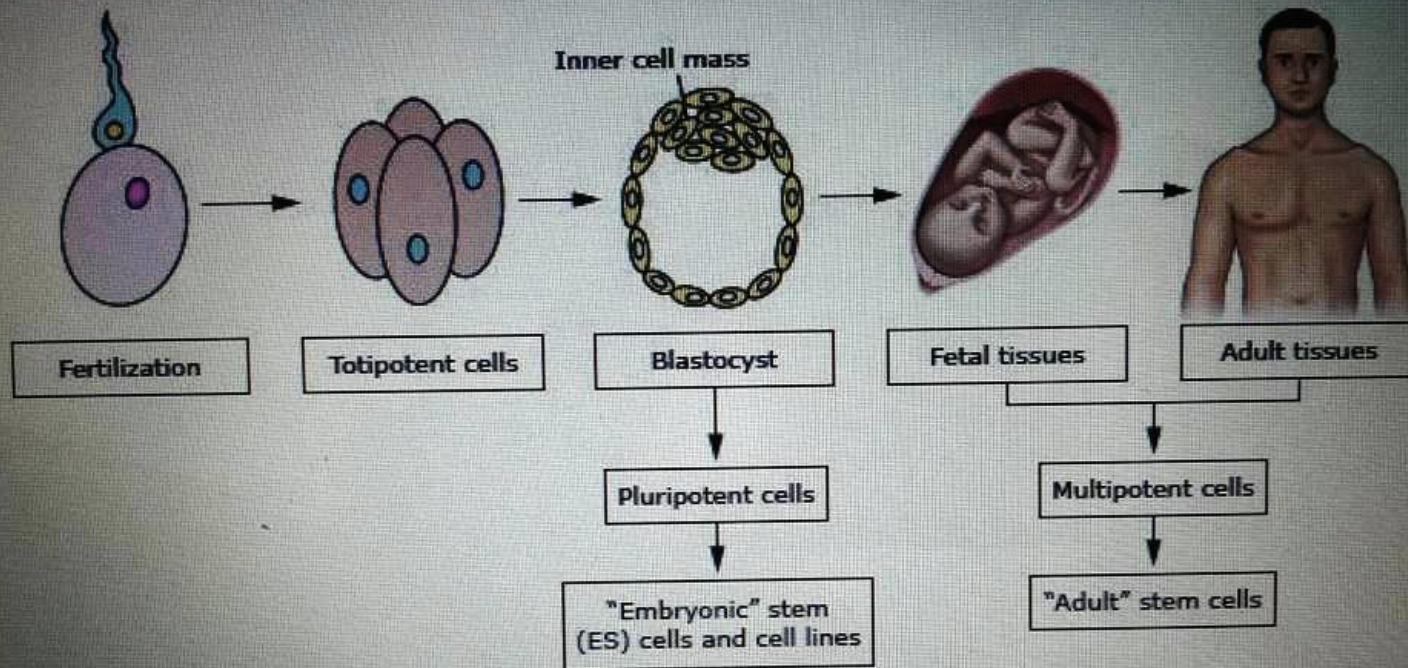 Inner cell mass
Fertilization
Totipotent cells
Blastocyst
Fetal tissues
Adult tissues
Pluripotent cells
Multipotent cells
"Embryonic" stem
(ES) cells and cell lines
"Adult" stem cells